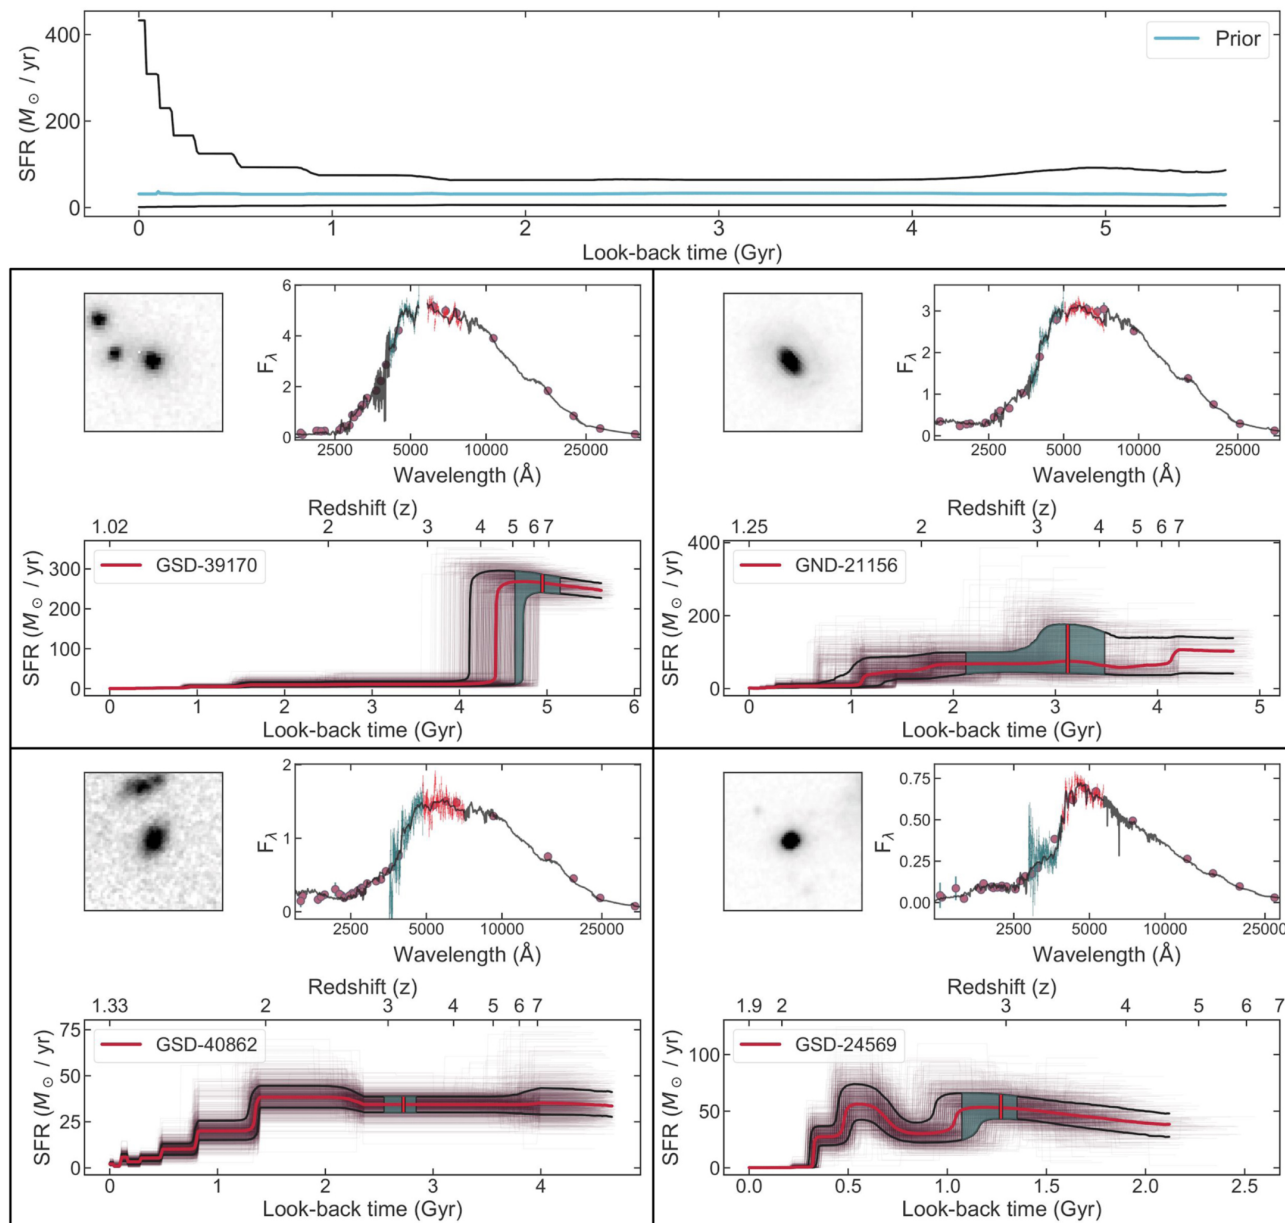 400
200
0
SFR (M⊙ / yr)
Prior
0 1 2 3 4 5
Look-back time (Gyr)
6
4
2
0
Fλ
2500 5000 10000 25000
Wavelength (Å)
3
2
1
0
Fλ
2500 5000 10000 25000
Wavelength (Å)
Redshift (z)
1.02 2 3 4 5 6 7
300
200
100
0
SFR (M⊙ / yr)
GSD-39170
0 1 2 3 4 5 6
Look-back time (Gyr)
Redshift (z)
1.25 2 3 4 5 6 7
400
200
0
SFR (M⊙ / yr)
GND-21156
0 1 2 3 4 5
Look-back time (Gyr)
2
1
0
Fλ
2500 5000 10000 25000
Wavelength (Å)
0.75
0.50
0.25
0.00
Fλ
2500 5000 10000 25000
Wavelength (Å)
Redshift (z)
1.33 2 3 4 5 6 7
75
50
25
0
SFR (M⊙ / yr)
GSD-40862
0 1 2 3 4
Look-back time (Gyr)
Redshift (z)
1.9 2 3 4 5 6 7
100
50
0
SFR (M⊙ / yr)
GSD-24569
0.0 0.5 1.0 1.5 2.0 2.5
Look-back time (Gyr)